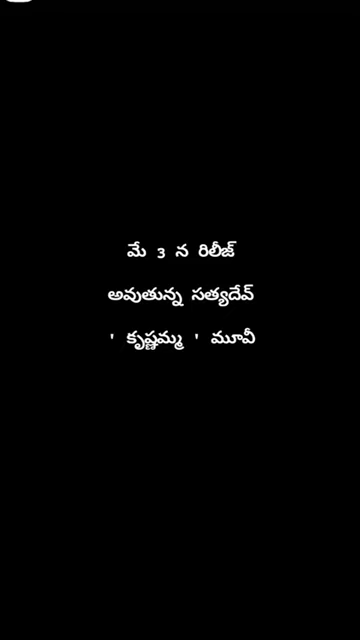 మే 3 న రిలీజ్
అవుతున్న సత్యదేవ్
' కృష్ణమ్మ ' మూవీ